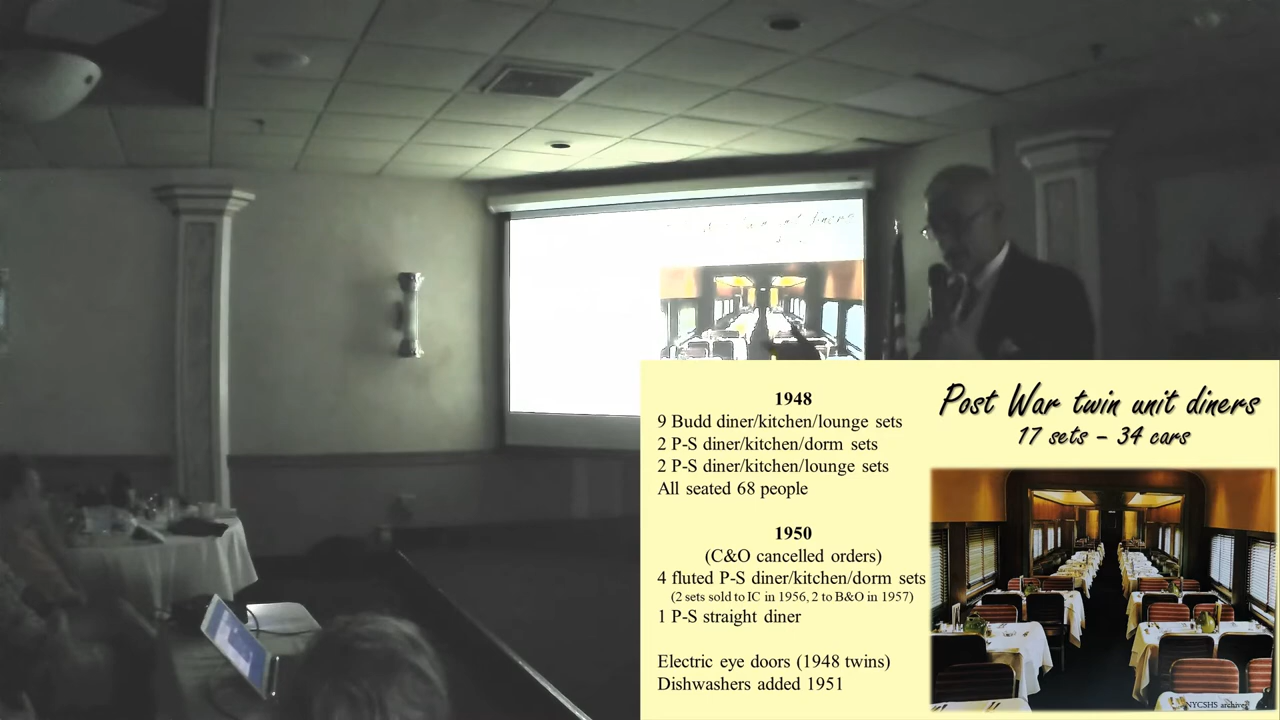 Post War twin unit diners
17 sets – 34 cars
1948
9 Budd diner/kitchen/lounge sets
2 P-S diner/kitchen/dorm sets
2 P-S diner/kitchen/lounge sets
All seated 68 people
1950
(C&O cancelled orders)
4 fluted P-S diner/kitchen/dorm sets
(2 sets sold to IC in 1956, 2 to B&O in 1957)
1 P-S straight diner
Electric eye doors (1948 twins)
Dishwashers added 1951
NYCSHS archives
twin unit diners